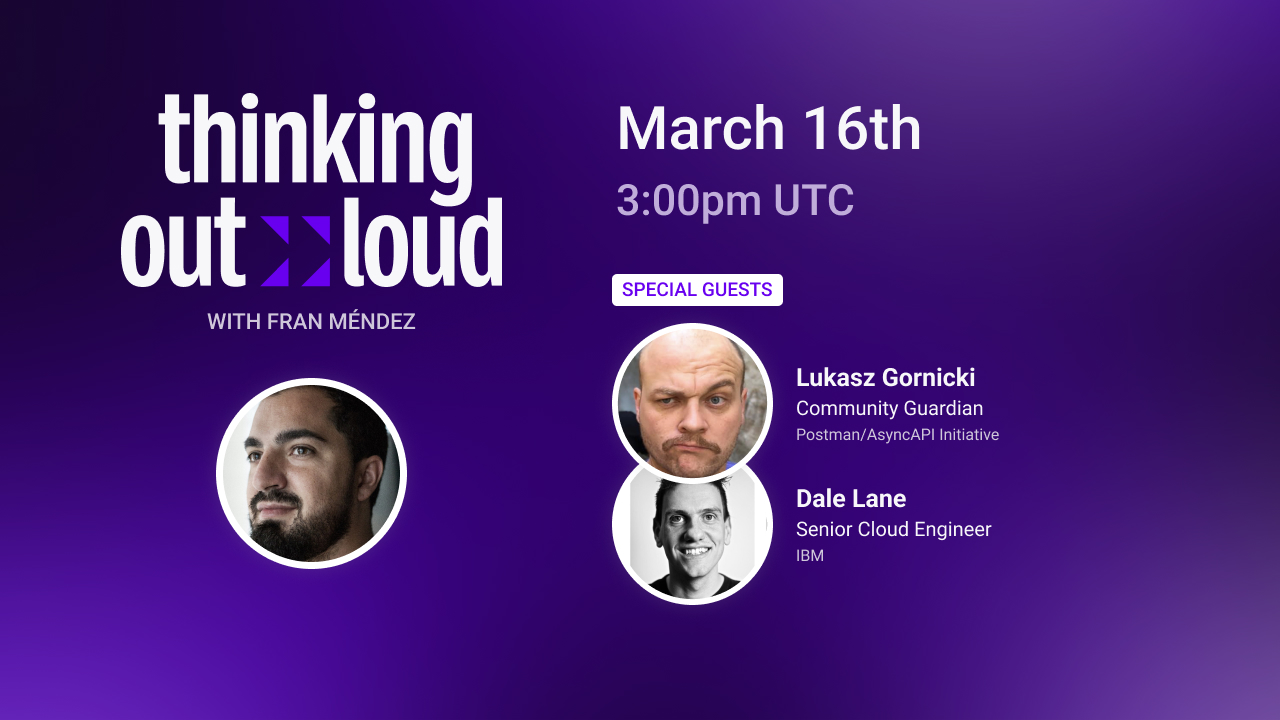 thinking
out loud
WITH FRAN MÉNDEZ
March 16th
3:00pm UTC
SPECIAL GUESTS
Lukasz Gornicki
Community Guardian
Postman/AsyncAPI Initiative
Dale Lane
Senior Cloud Engineer
IBM